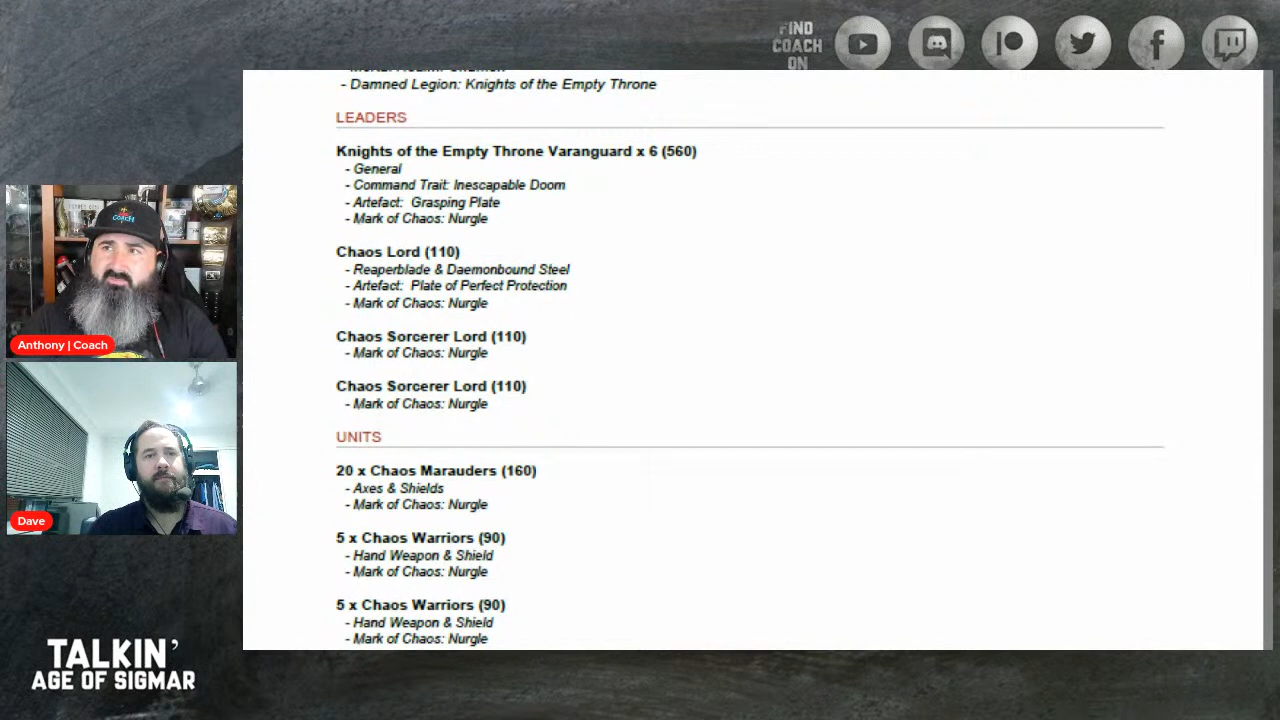 FIND
COACH
ON
- Damned Legion: Knights of the Empty Throne
LEADERS
Knights of the Empty Throne Varanguard x 6 (560)
- General
- Command Trait: Inescapable Doom
- Artefact: Grasping Plate
- Mark of Chaos: Nurgle
Chaos Lord (110)
- Reaperblade & Daemonbound Steel
- Artefact: Plate of Perfect Protection
- Mark of Chaos: Nurgle
Chaos Sorcerer Lord (110)
- Mark of Chaos: Nurgle
Chaos Sorcerer Lord (110)
- Mark of Chaos: Nurgle
UNITS
20 x Chaos Marauders (160)
- Axes & Shields
- Mark of Chaos: Nurgle
5 x Chaos Warriors (90)
- Hand Weapon & Shield
- Mark of Chaos: Nurgle
5 x Chaos Warriors (90)
- Hand Weapon & Shield
- Mark of Chaos: Nurgle
COACH
Anthony | Coach
Dave
TALKIN'
AGE OF SIGMAR